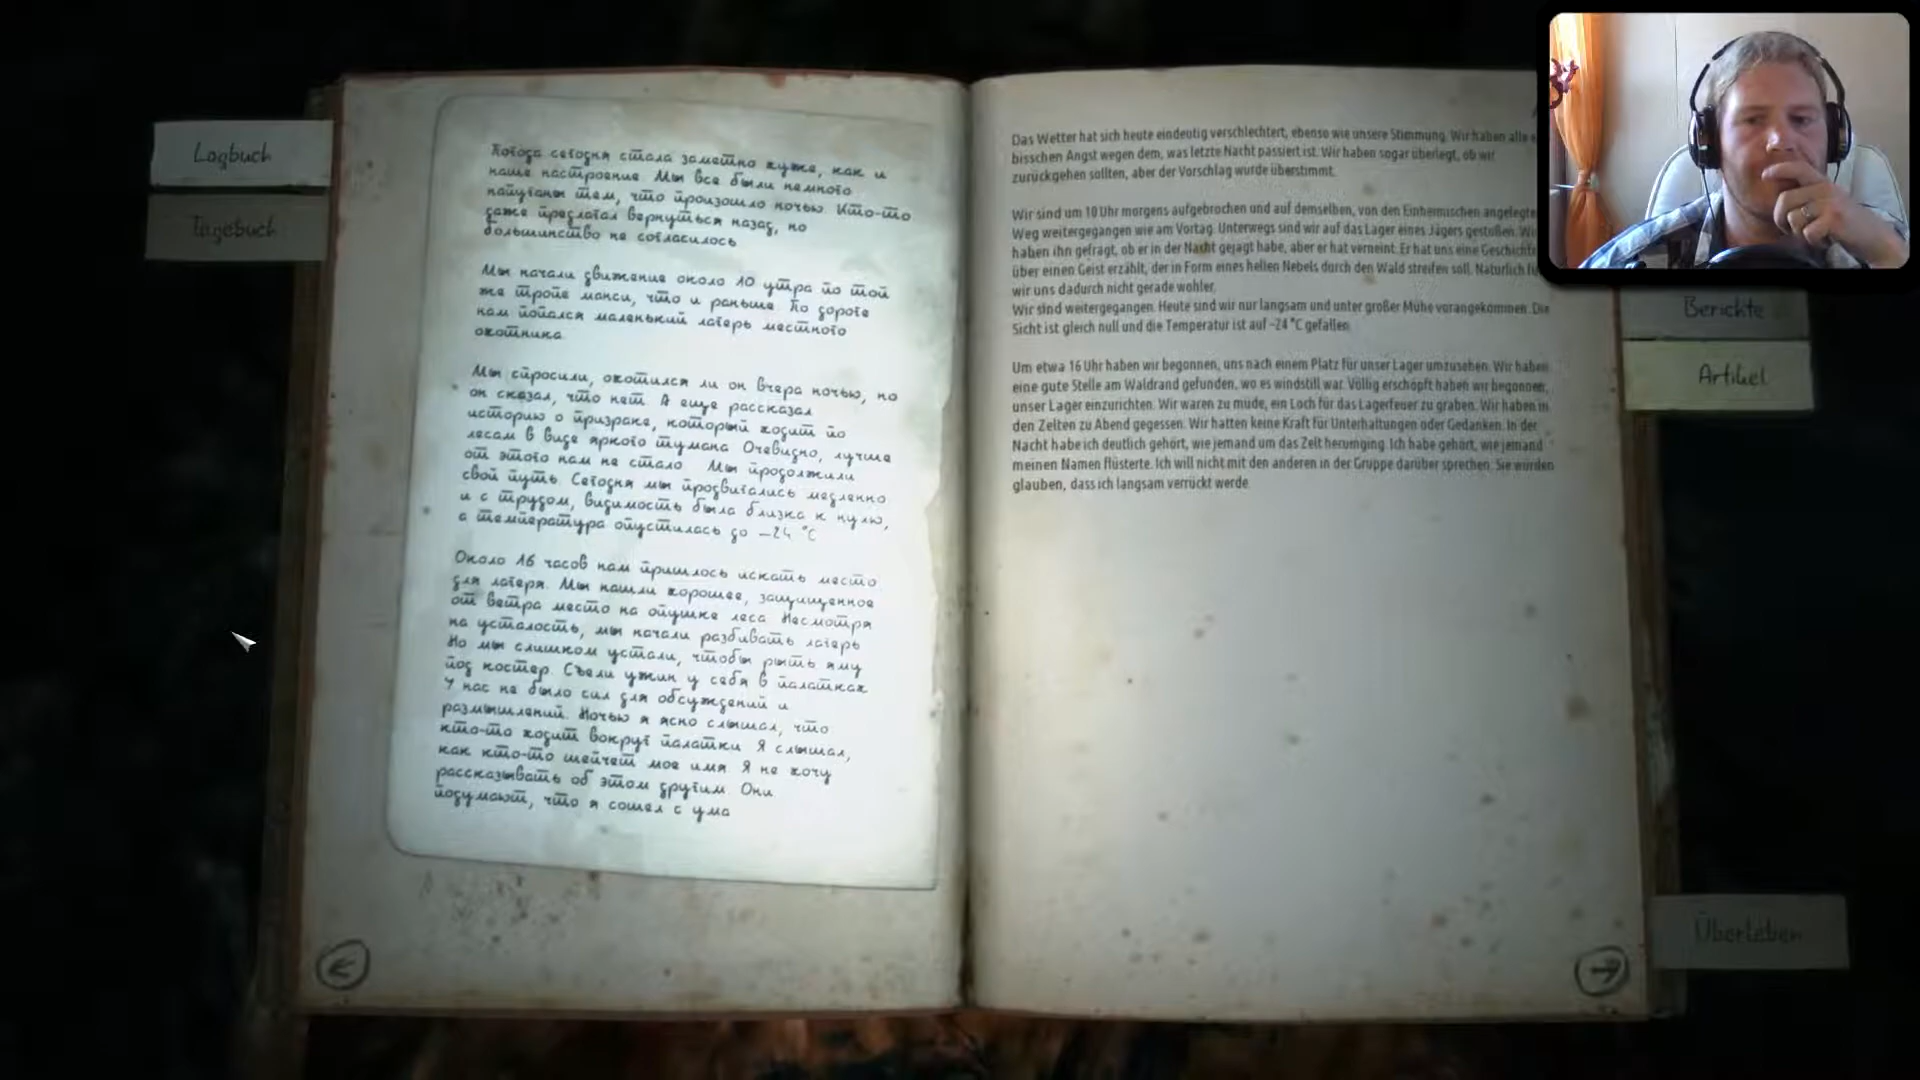 Logbuch
Tagebuch
Погода сегодня стала заметно хуже, как и
наше настроение. Мы все были немного
напуганы тем, что произошло ночью. Кто-то
даже предлагал вернуться назад, но
большинство не согласилось
Мы начали движение около 10 утра по той
же тропе манси, что и раньше. По дороге
нам попался маленький лагерь местного
охотника
Мы спросили, охотился ли он вчера ночью, но
он сказал, что нет. А еще рассказал
историю о призраке, который ходит по
лесам в виде яркого тумана. Очевидно, лучше
от этого нам не стало. Мы продолжили
свой путь. Сегодня мы продвигались медленно
и с трудом, видимость была близка к нулю,
а температура опустилась до –24 °C
Около 16 часов нам пришлось искать место
для лагеря. Мы нашли хорошее, защищенное
от ветра место на опушке леса. Несмотря
на усталость, мы начали разбивать лагерь
Но мы слишком устали, чтобы рыть яму
под костер. Съели ужин у себя в палатках
У нас не было сил для обсуждений и
размышлений. Ночью я ясно слышал, что
кто-то ходит вокруг палатки. Я слышал,
как кто-то шепчет мое имя. Я не хочу
рассказывать об этом другим. Они
подумают, что я сошел с ума
Das Wetter hat sich heute eindeutig verschlechtert, ebenso wie unsere Stimmung. Wir haben alle
bisschen Angst wegen dem, was letzte Nacht passiert ist. Wir haben sogar überlegt, ob wir
zurückgehen sollten, aber der Vorschlag wurde überstimmt.
Wir sind um 10 Uhr morgens aufgebrochen und auf demselben, von den Einheimischen
Weg weitergegangen wie am Vortag. Unterwegs sind wir auf das Lager eines Jägers gestoßen.
haben ihn gefragt, ob er in der Nacht gejagt habe, aber er hat verneint. Er hat uns eine Geschichte
über einen Geist erzählt, der in Form eines hellen Nebels durch den Wald streifen soll. Natürlich
wir uns dadurch nicht gerade wohler.
Wir sind weitergegangen. Heute sind wir nur langsam und unter großer Mühe vorangekommen. Die
Sicht ist gleich null und die Temperatur ist auf –24 °C gefallen.
Um etwa 16 Uhr haben wir begonnen, uns nach einem Platz für unser Lager umzusehen. Wir haben
eine gute Stelle am Waldrand gefunden, wo es windstill war. Völlig erschöpft haben wir begonnen,
unser Lager einzurichten. Wir waren zu müde, ein Loch für das Lagerfeuer zu graben. Wir haben in
den Zelten zu Abend gegessen. Wir hatten keine Kraft für Unterhaltungen oder Gedanken. In der
Nacht habe ich deutlich gehört, wie jemand um das Zelt herumging. Ich habe gehört, wie jemand
meinen Namen flüsterte. Ich will nicht mit den anderen in der Gruppe darüber sprechen. Sie würden
glauben, dass ich langsam verrückt werde.
Berichte
Artikel
Überleben